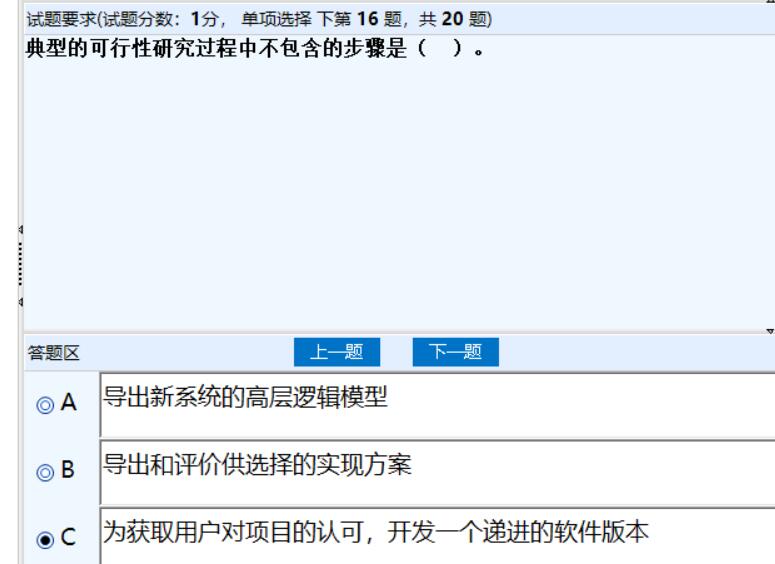 试题要求(试题分数：1分， 单项选择 下第 16 题，共 20 题)
典型的可行性研究过程中不包含的步骤是（ ）。
答题区 上一题 下一题
A 导出新系统的高层逻辑模型
B 导出和评价供选择的实现方案
C 为获取用户对项目的认可，开发一个递进的软件版本